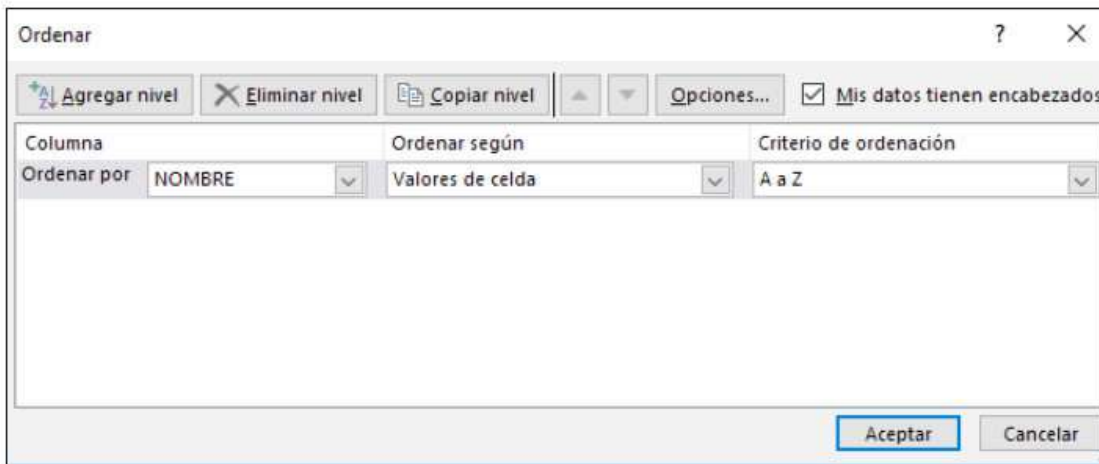 Ordenar ? ×
Agregar nivel Eliminar nivel Copiar nivel Opciones... Mis datos tienen encabezados
Columna Ordenar según Criterio de ordenación
Ordenar por NOMBRE Valores de celda A a Z
Aceptar Cancelar